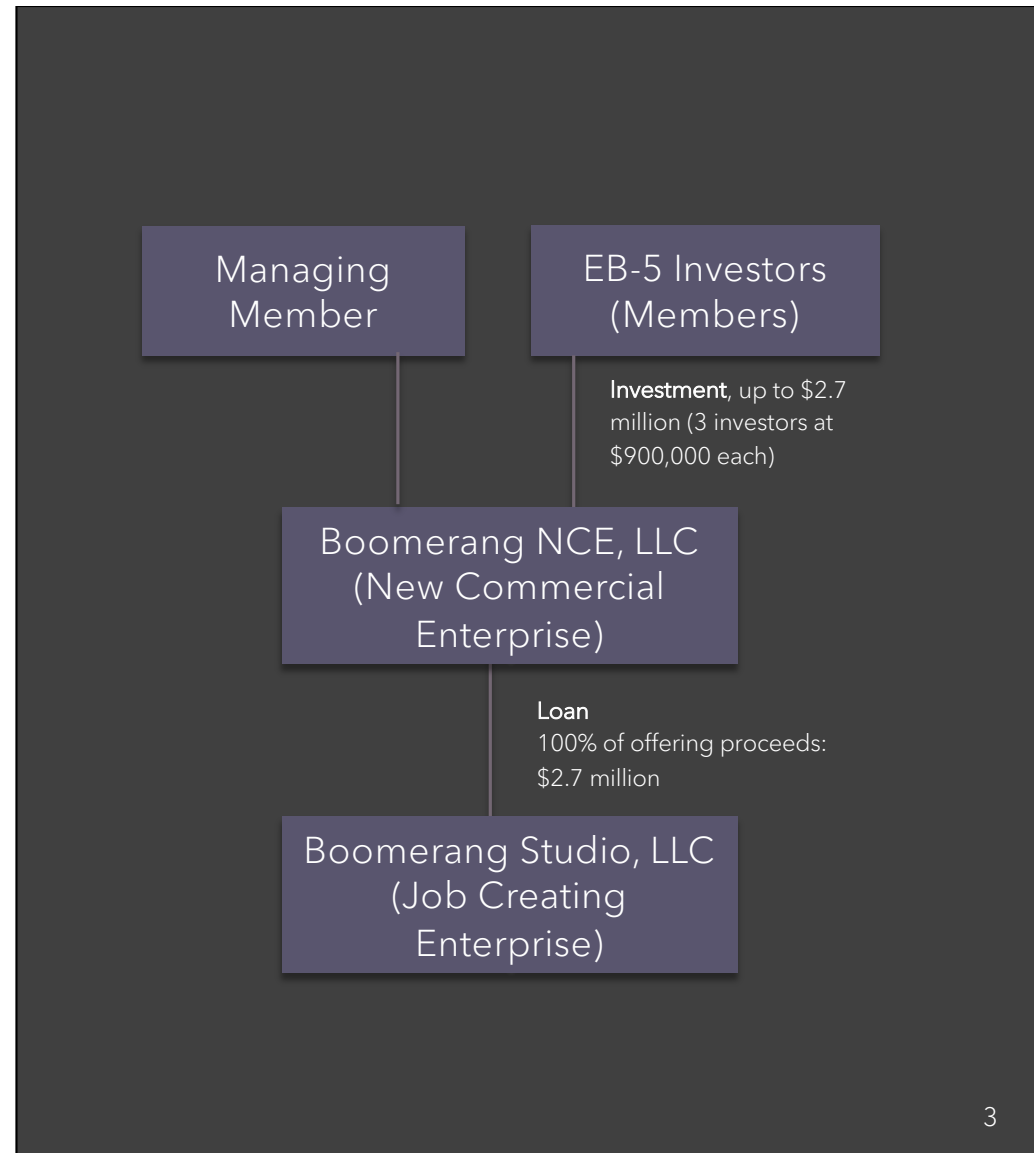 Managing
Member
EB-5 Investors
(Members)
Investment, up to $2.7
million (3 investors at
$900,000 each)
Boomerang NCE, LLC
(New Commercial
Enterprise)
Loan
100% of offering proceeds:
$2.7 million
Boomerang Studio, LLC
(Job Creating
Enterprise)
3